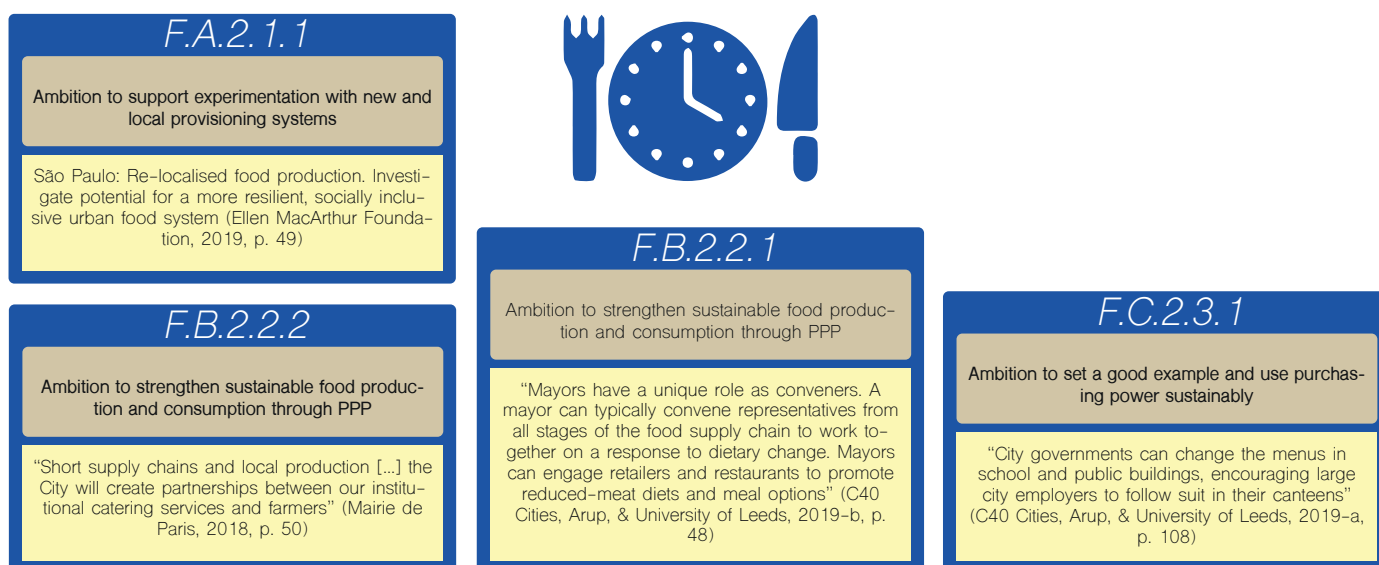 F.A.2.1.1
Ambition to support experimentation with new and
local provisioning systems
São Paulo: Re-localised food production. Investi-
gate potential for a more resilient, socially inclu-
sive urban food system (Ellen MacArthur Founda-
tion, 2019, p. 49)
F.B.2.2.2
Ambition to strengthen sustainable food produc-
tion and consumption through PPP
“Short supply chains and local production [...] the
City will create partnerships between our institu-
tional catering services and farmers” (Mairie de
Paris, 2018, p. 50)
F.B.2.2.1
Ambition to strengthen sustainable food produc-
tion and consumption through PPP
“Mayors have a unique role as conveners. A
mayor can typically convene representatives from
all stages of the food supply chain to work to-
gether on a response to dietary change. Mayors
can engage retailers and restaurants to promote
reduced-meat diets and meal options” (C40
Cities, Arup, & University of Leeds, 2019-b, p.
48)
F.C.2.3.1
Ambition to set a good example and use purchas-
ing power sustainably
“City governments can change the menus in
school and public buildings, encouraging large
city employers to follow suit in their canteens”
(C40 Cities, Arup, & University of Leeds, 2019-a,
p. 108)